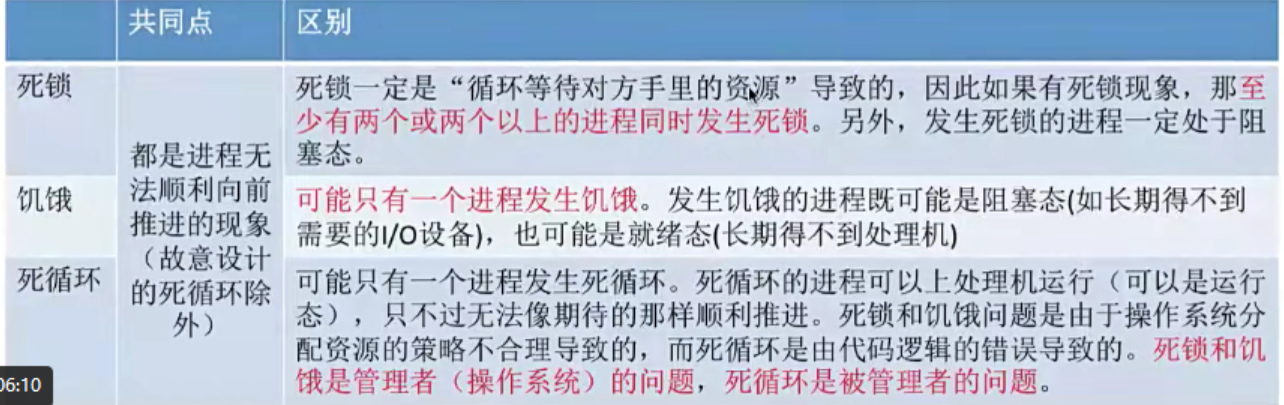 共同点
区别
死锁
都是进程无
法顺利向前
推进的现象
（故意设计
的死循环除
外）
死锁一定是“循环等待对方手里的资源”导致的，因此如果有死锁现象，那至
少有两个或两个以上的进程同时发生死锁。另外，发生死锁的进程一定处于阻
塞态。
饥饿
可能只有一个进程发生饥饿。发生饥饿的进程既可能是阻塞态(如长期得不到
需要的I/O设备)，也可能是就绪态(长期得不到处理机)
死循环
可能只有一个进程发生死循环。死循环的进程可以上处理机运行（可以是运行
态），只不过无法像期待的那样顺利推进。死锁和饥饿问题是由于操作系统分
配资源的策略不合理导致的，而死循环是由代码逻辑的错误导致的。死锁和饥
饿是管理者（操作系统）的问题，死循环是被管理者的问题。
06:10